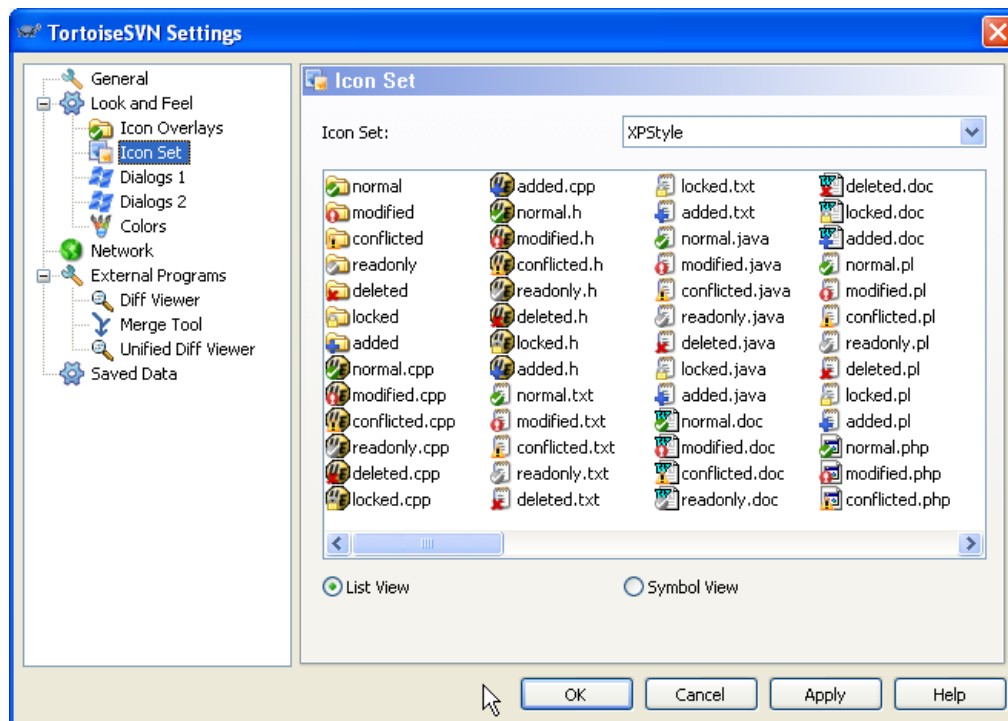 TortoiseSVN Settings
General
Look and Feel
Icon Overlays
Icon Set
Dialogs 1
Dialogs 2
Colors
Network
External Programs
Diff Viewer
Merge Tool
Unified Diff Viewer
Saved Data
Icon Set
Icon Set:
XPStyle
normal
modified
conflicted
readonly
deleted
locked
added
normal.cpp
modified.cpp
conflicted.cpp
readonly.cpp
deleted.cpp
locked.cpp
added.cpp
normal.h
modified.h
conflicted.h
readonly.h
deleted.h
locked.h
added.h
normal.txt
modified.txt
conflicted.txt
readonly.txt
deleted.txt
locked.txt
added.txt
normal.java
modified.java
conflicted.java
readonly.java
deleted.java
locked.java
added.java
normal.doc
modified.doc
conflicted.doc
readonly.doc
deleted.doc
locked.doc
added.doc
normal.pl
modified.pl
conflicted.pl
readonly.pl
deleted.pl
locked.pl
added.pl
normal.php
modified.php
conflicted.php
List View
Symbol View
OK
Cancel
Apply
Help